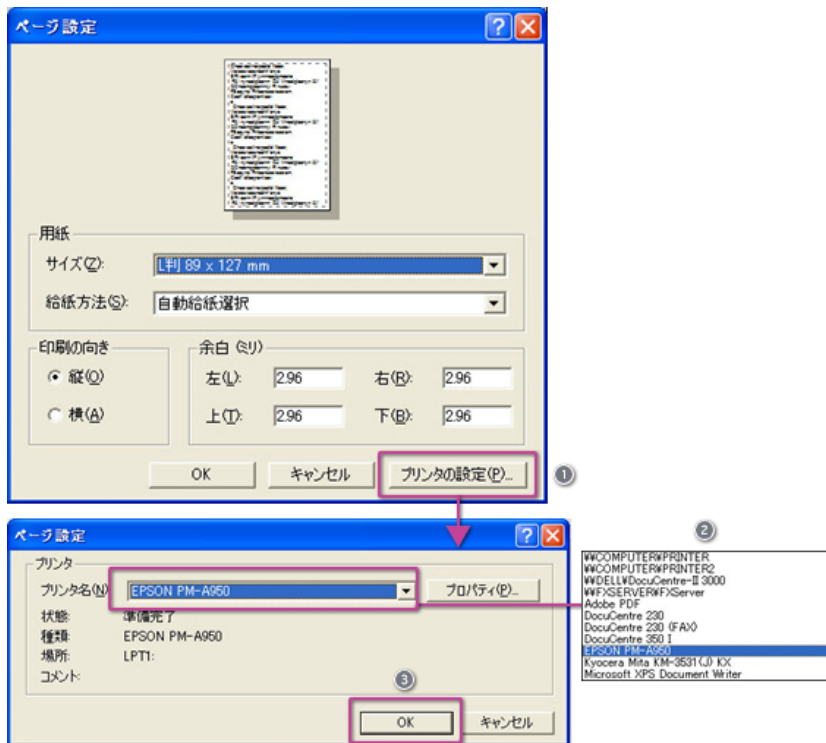 ページ設定
用紙
サイズ(Z):
L判 89 x 127 mm
給紙方法(S):
自動給紙選択
印刷の向き
縦(O)
横(A)
余白 (ミリ)
左(L):
2.96
右(R):
2.96
上(T):
2.96
下(B):
2.96
OK
キャンセル
プリンタの設定(P)...
1
ページ設定
プリンタ
プリンタ名(N)
EPSON PM-A950
プロパティ(P)...
状態:
準備完了
種類:
EPSON PM-A950
場所:
LPT1:
コメント:
3
OK
キャンセル
2
¥¥COMPUTER¥PRINTER
¥¥COMPUTER¥PRINTER2
¥¥DELL¥DocuCentre-Ⅱ 3000
¥¥FXSERVER¥FXServer
Adobe PDF
DocuCentre 230
DocuCentre 230 (FAX)
DocuCentre 350 I
EPSON PM-A950
Kyocera Mita KM-3531(J) KX
Microsoft XPS Document Writer